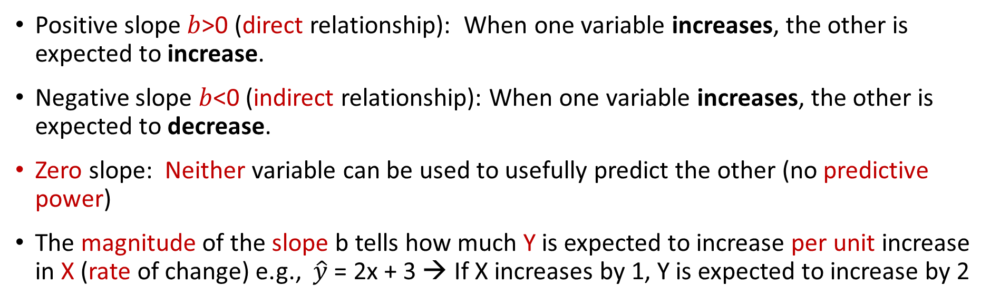 • Positive slope b>0 (direct relationship): When one variable increases, the other is
expected to increase.
• Negative slope b<0 (indirect relationship): When one variable increases, the other is
expected to decrease.
• Zero slope: Neither variable can be used to usefully predict the other (no predictive
power)
• The magnitude of the slope b tells how much Y is expected to increase per unit increase
in X (rate of change) e.g., ŷ = 2x + 3 → If X increases by 1, Y is expected to increase by 2